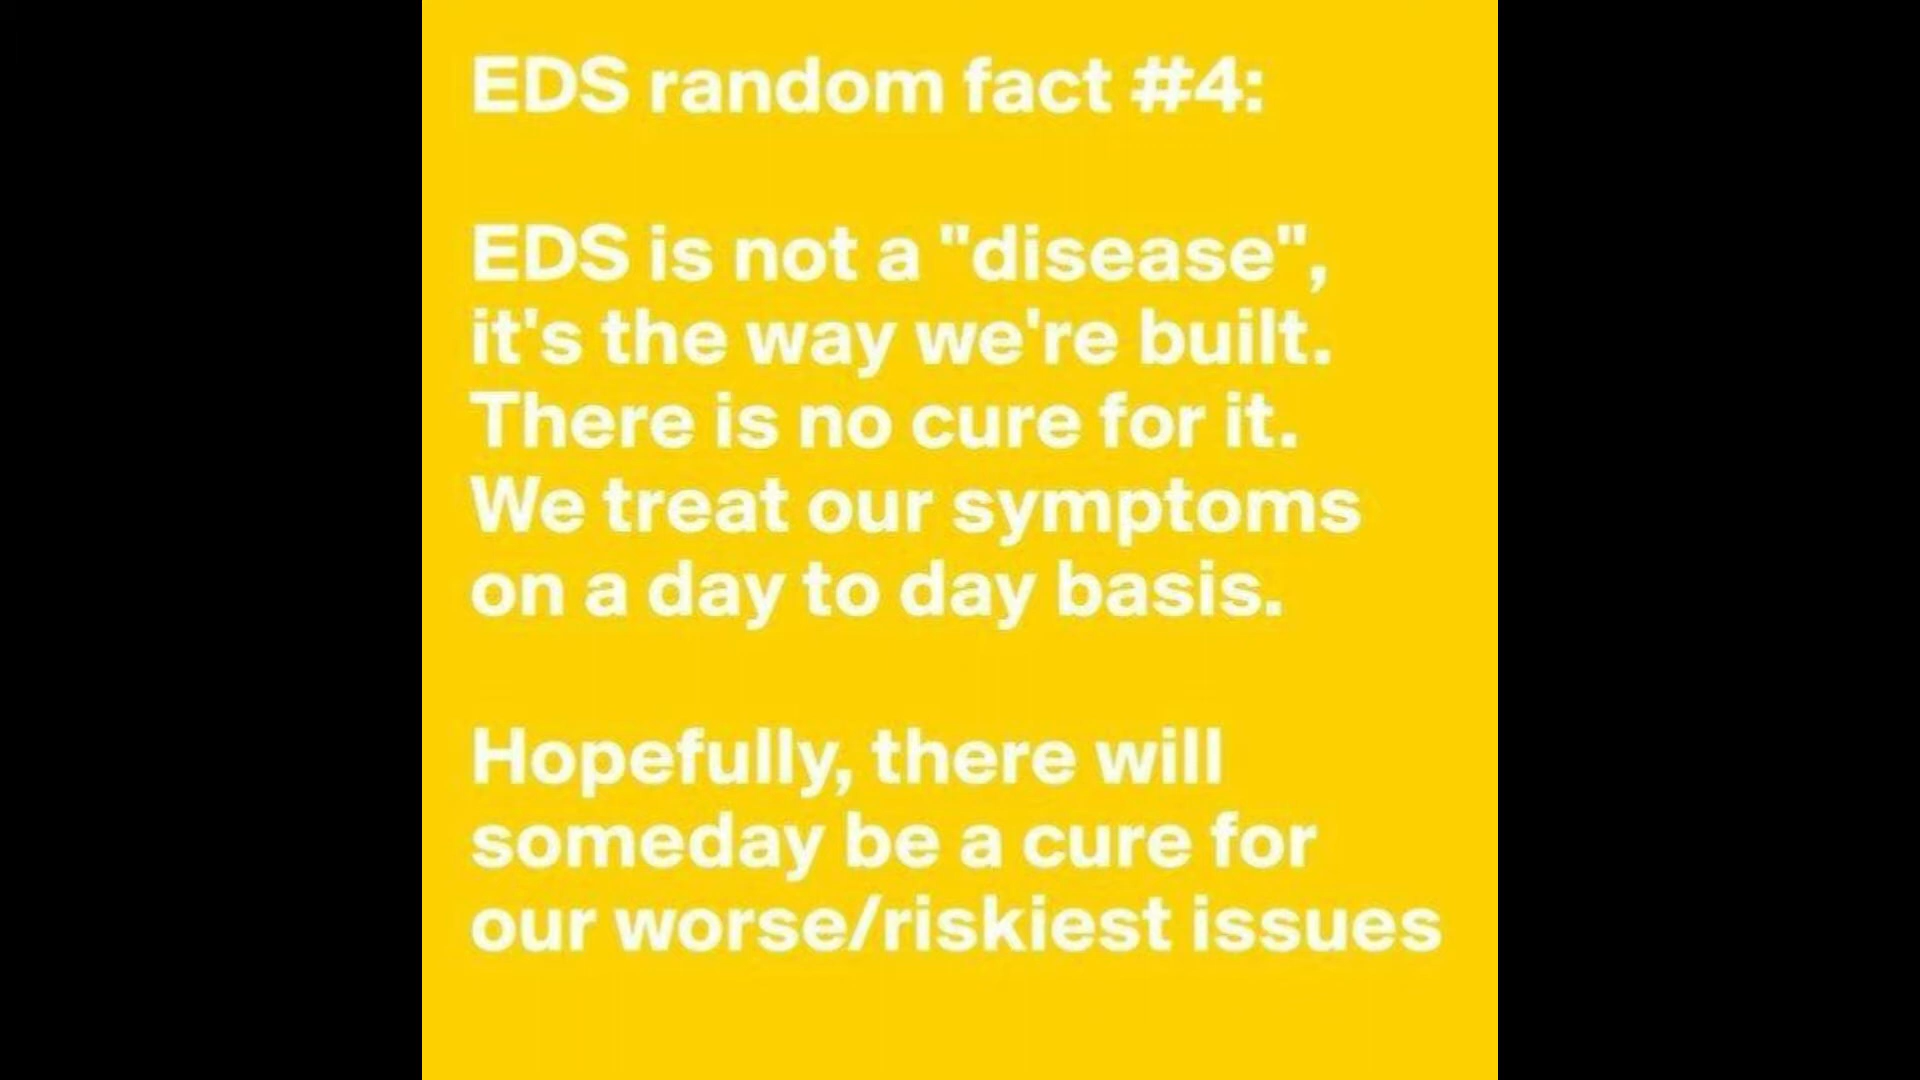 EDS random fact #4:
EDS is not a "disease",
it's the way we're built.
There is no cure for it.
We treat our symptoms
on a day to day basis.
Hopefully, there will
someday be a cure for
our worse/riskiest issues